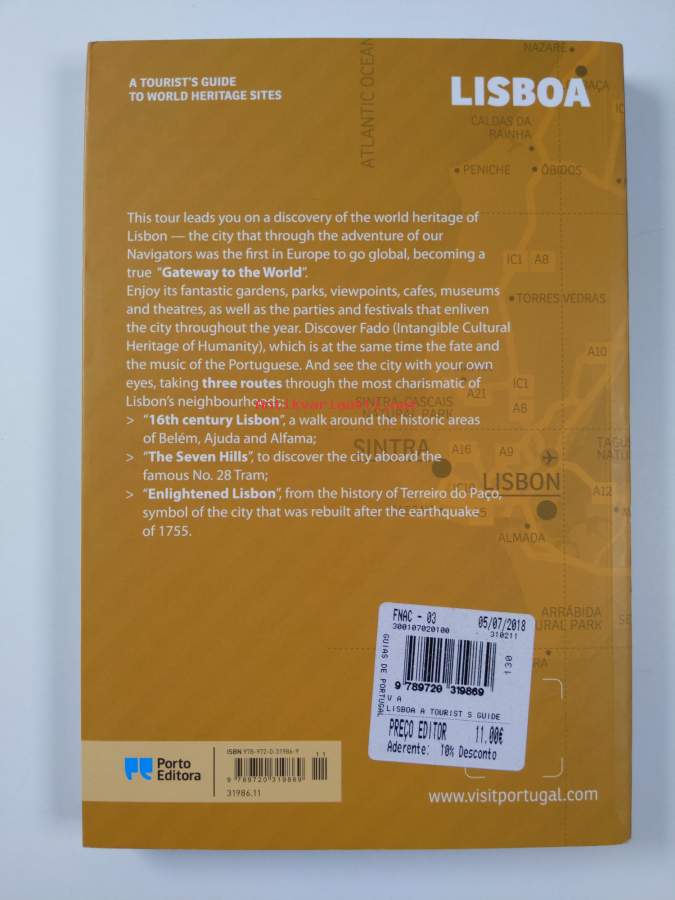 A TOURIST'S GUIDE
TO WORLD HERITAGE SITES
LISBOA
ATLANTIC OCEAN
NAZARÉ
CALDAS DA
RAINHA
PENICHE
ÓBIDOS
This tour leads you on a discovery of the world heritage of
Lisbon — the city that through the adventure of our
Navigators was the first in Europe to go global, becoming a
true "Gateway to the World".
Enjoy its fantastic gardens, parks, viewpoints, cafes, museums
and theatres, as well as the parties and festivals that enliven
the city throughout the year. Discover Fado (Intangible Cultural
Heritage of Humanity), which is at the same time the fate and
the music of the Portuguese. And see the city with your own
eyes, taking three routes through the most charismatic of
Lisbon's neighbourhoods:
> "16th century Lisbon", a walk around the historic areas
of Belém, Ajuda and Alfama;
> "The Seven Hills", to discover the city aboard the
famous No. 28 Tram;
> "Enlightened Lisbon", from the history of Terreiro do Paço,
symbol of the city that was rebuilt after the earthquake
of 1755.
IC1 A8
TORRES VEDRAS
A10
A21
IC1
A8
SINTRA-CASCAIS
SINTRA
A16
A9
LISBON
A12
ALMADA
ARRÁBIDA
FNAC - 03
05/07/2018
300107020100
310211
GUIAS DE PORTUGAL
130
9 789720 319869
V A
LISBOA A TOURIST S GUIDE
PREÇO EDITOR 11.00€
Aderente: 10% Desconto
Porto
Editora
ISBN 978-972-0-31986-9
11
9 789720 319869
31986.11
www.visitportugal.com